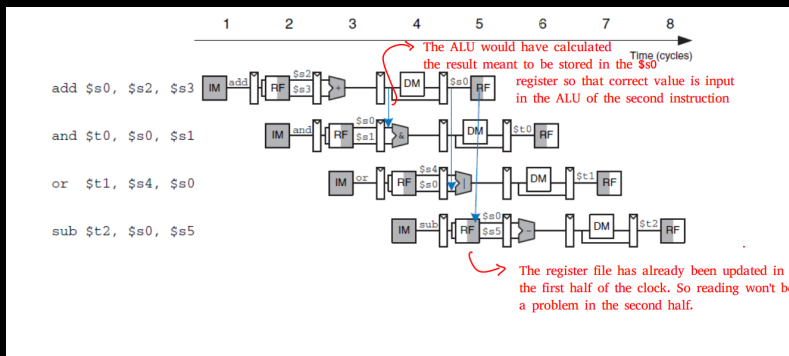 1 2 3 4 5 6 7 8
Time (cycles)
The ALU would have calculated
the result meant to be stored in the $s0
register so that correct value is input
in the ALU of the second instruction
add $s0, $s2, $s3 IM add RF $s2 $s3 + DM $s0 RF
and $t0, $s0, $s1 IM and RF $s0 $s1 & DM $t0 RF
or $t1, $s4, $s0 IM or RF $s4 $s0 | DM $t1 RF
sub $t2, $s0, $s5 IM sub RF $s0 $s5 - DM $t2 RF
The register file has already been updated in
the first half of the clock. So reading won't b
a problem in the second half.